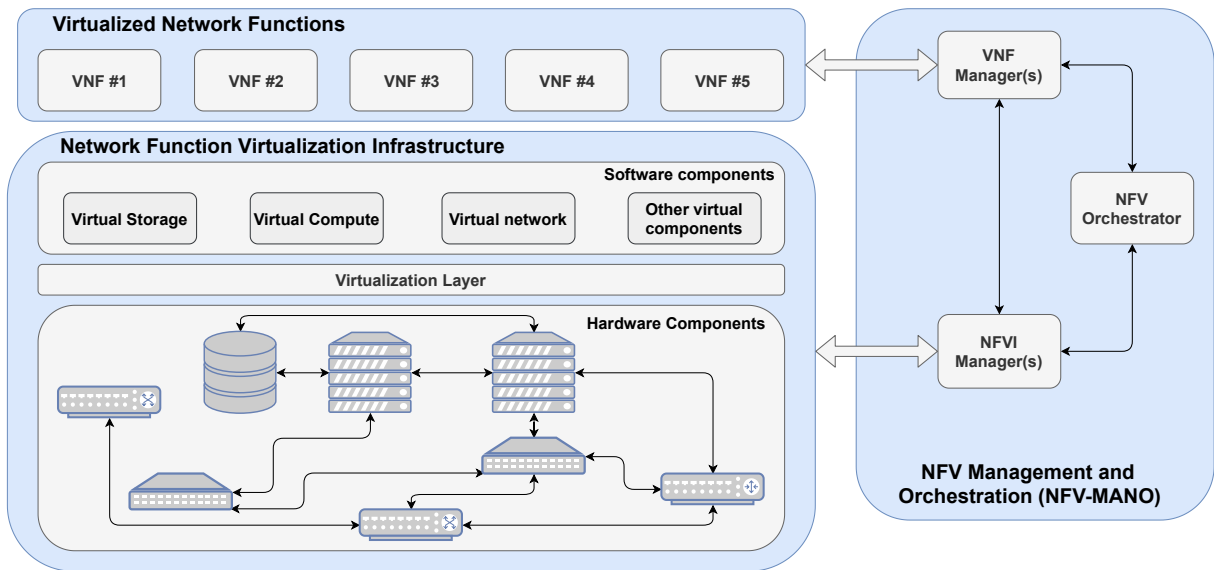 Virtualized Network Functions
VNF #1
VNF #2
VNF #3
VNF #4
VNF #5
Network Function Virtualization Infrastructure
Software components
Virtual Storage
Virtual Compute
Virtual network
Other virtual
components
Virtualization Layer
Hardware Components
VNF
Manager(s)
NFV
Orchestrator
NFVI
Manager(s)
NFV Management and
Orchestration (NFV-MANO)